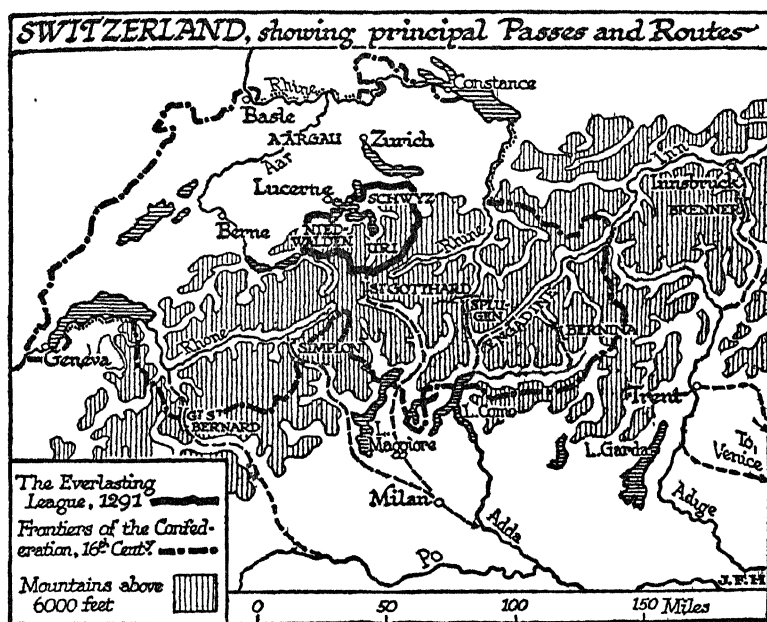 SWITZERLAND, showing principal Passes and Routes
Constance
Rhine
Basle
AARGAU
Zurich
Aar
Inn
Lucerne
SCHWYZ
Innsbruck
BRENNER
Berne
NIED-
WALDEN
URI
Rhine
ST GOTTHARD
SPLU-
GEN
ENGADINE
BERNINA
Rhone
SIMPLON
Geneva
Gt St
BERNARD
L. Como
Trent
L.
Maggiore
L. Garda
To
Venice
Milan
Adda
Adige
Po
The Everlasting
League, 1291
Frontiers of the Confed-
eration, 16th Centy.
Mountains above
6000 feet
J.F.H.
0 50 100 150 Miles